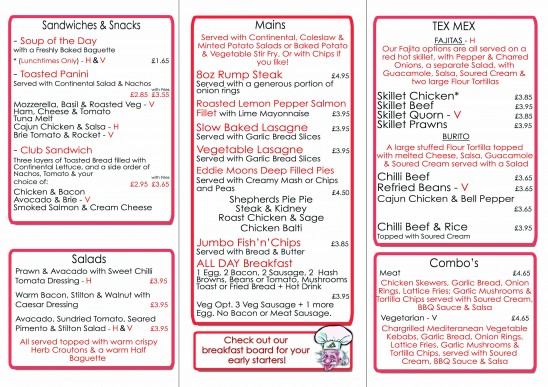 Sandwiches & Snacks
- Soup of the Day
with a Freshly Baked Baguette
* (Lunchtimes Only) - H & V £1.65
- Toasted Panini
Served with Continental Salad & Nachos
with Fries
£2.85 £3.55
Mozzerella, Basil & Roasted Veg - V
Ham, Cheese & Tomato
Tuna Melt
Cajun Chicken & Salsa - H
Brie Tomato & Rocket - V
- Club Sandwich
Three layers of Toasted Bread filled with
Continental Lettuce, and a side order of
Nachos, Tomato & your
choice of:
with Fries
£2.95 £3.65
Chicken & Bacon
Avocado & Brie - V
Smoked Salmon & Cream Cheese
Salads
Prawn & Avocado with Sweet Chilli
Tomato Dressing - H £3.95
Warm Bacon, Stilton & Walnut with
Caesar Dressing £3.95
Avocado, Sundried Tomato, Seared
Pimento & Stilton Salad - H & V £3.95
All served topped with warm crispy
Herb Croutons & a warm Half
Baguette
Mains
Served with Continental, Coleslaw &
Minted Potato Salads or Baked Potato
& Vegetable Stir Fry, Or with Chips if
you like!
8oz Rump Steak £4.95
Served with a generous portion of
onion rings
Roasted Lemon Pepper Salmon
Fillet with Lime Mayonnaise £3.95
Slow Baked Lasagne £3.95
Served with Garlic Bread Slices
Vegetable Lasagne £3.95
Served with Garlic Bread Slices
Eddie Moons Deep Filled Pies
Served with Creamy Mash or Chips
and Peas
£4.50
Shepherds Pie Pie
Steak & Kidney
Roast Chicken & Sage
Chicken Balti
Jumbo Fish'n'Chips £3.85
Served with Bread & Butter
ALL DAY Breakfast
1 Egg, 2 Bacon, 2 Sausage, 2 Hash
Browns, Beans or Tomato, Mushrooms
Toast or Fried Bread + Hot Drink
£3.95
Veg Opt. 3 Veg Sausage + 1 more
Egg. No Bacon or Meat Sausage.
Check out our
breakfast board for your
early starters!
TEX MEX
FAJITAS - H
Our Fajita options are all served on a
red hot skillet, with Pepper & Charred
Onions, a separate Salad, with
Guacamole, Salsa, Soured Cream &
two large Flour Tortillas
Skillet Chicken* £3.85
Skillet Beef £3.95
Skillet Quorn - V £3.85
Skillet Prawns £3.95
BURITO
A large stuffed Flour Tortilla topped
with melted Cheese, Salsa, Guacamole
& Soured Cream served with a Salad
Chilli Beef £3.65
Refried Beans - V £3.65
Cajun Chicken & Bell Pepper
£3.65
Chilli Beef & Rice £3.95
Topped with Soured Cream
Combo's
Meat £4.65
Chicken Skewers, Garlic Bread, Onion
Rings, Lattice Fries; Garlic Mushrooms &
Tortilla Chips served with Soured Cream,
BBQ Sauce & Salsa
Vegetarian - V £4.65
Chargrilled Mediteranean Vegetable
Kebabs, Garlic Bread, Onion Rings,
Lattice Fries, Garlic Mushrooms &
Tortilla Chips, served with Soured
Cream, BBQ Sauce & Salsa